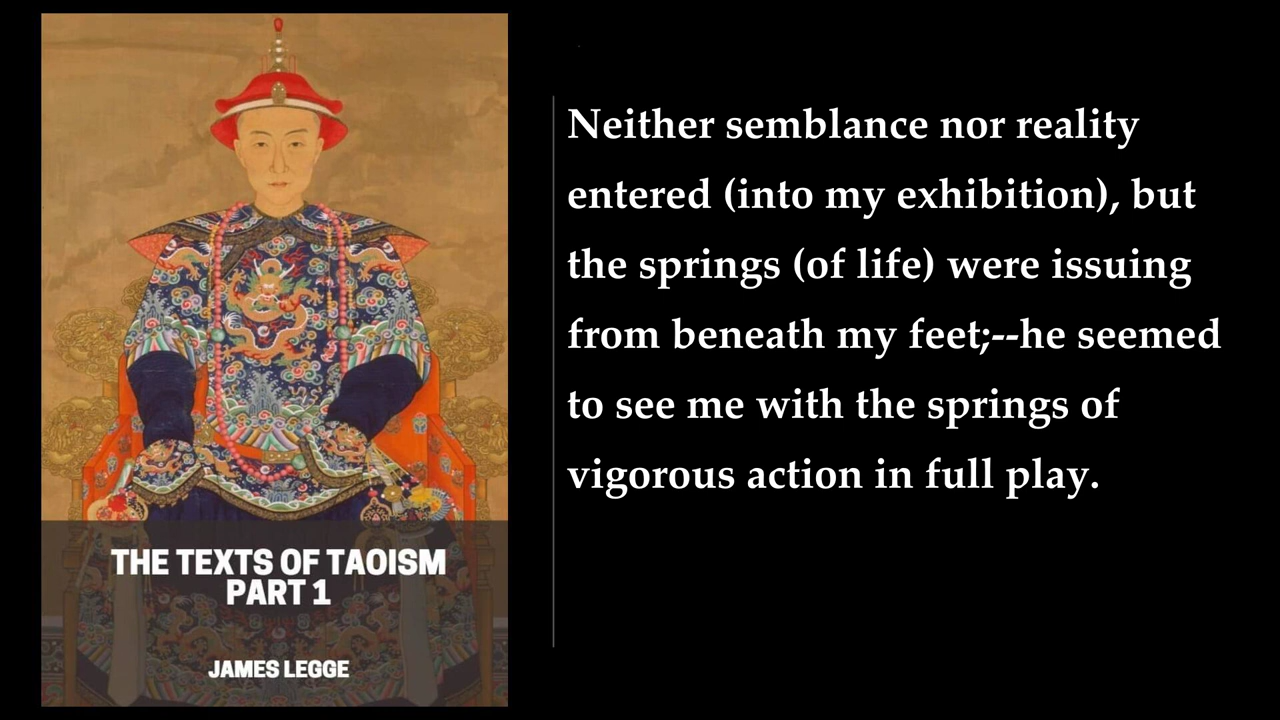 THE TEXTS OF TAOISM
PART 1
JAMES LEGGE
Neither semblance nor reality
entered (into my exhibition), but
the springs (of life) were issuing
from beneath my feet;--he seemed
to see me with the springs of
vigorous action in full play.